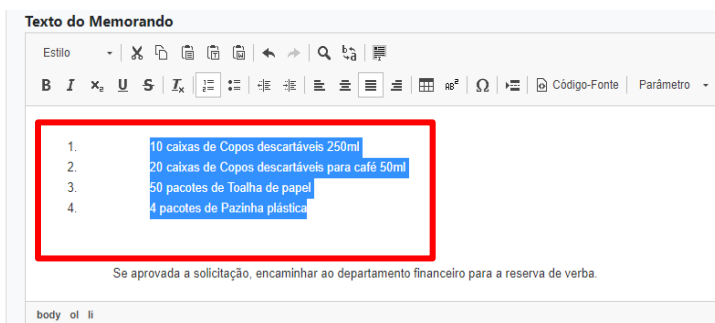 Texto do Memorando
Estilo
B I x₂ U S Iₓ Ω Código-Fonte Parâmetro
1. 10 caixas de Copos descartáveis 250ml
2. 20 caixas de Copos descartáveis para café 50ml
3. 50 pacotes de Toalha de papel
4. 4 pacotes de Pazinha plástica
Se aprovada a solicitação, encaminhar ao departamento financeiro para a reserva de verba.
body ol li